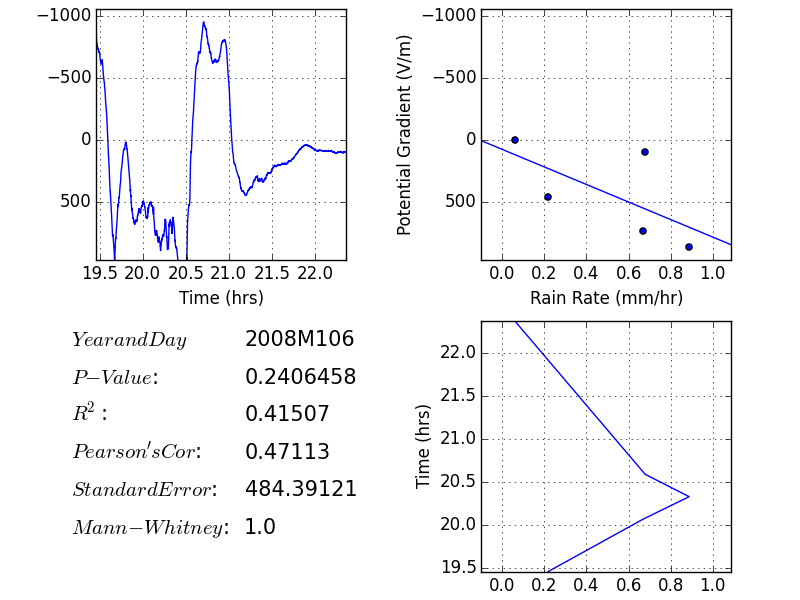 −1000
−500
0
500
19.5 20.0 20.5 21.0 21.5 22.0
Time (hrs)
Potential Gradient (V/m)
−1000
−500
0
500
0.0 0.2 0.4 0.6 0.8 1.0
Rain Rate (mm/hr)
YearandDay 2008M106
P−Value: 0.2406458
R² : 0.41507
Pearson′sCor: 0.47113
StandardError: 484.39121
Mann−Whitney: 1.0
Time (hrs)
22.0
21.5
21.0
20.5
20.0
19.5
0.0 0.2 0.4 0.6 0.8 1.0